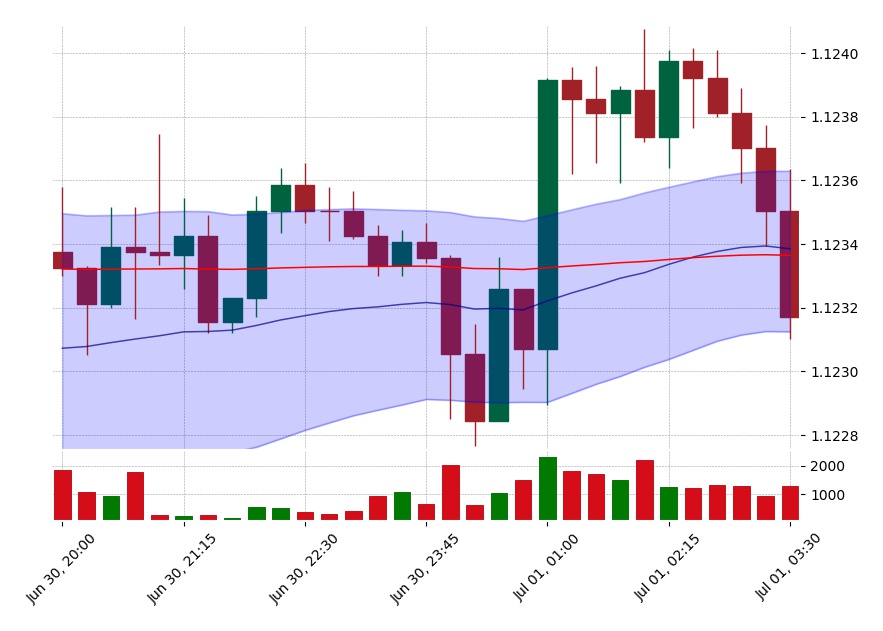 1.1240
1.1238
1.1236
1.1234
1.1232
1.1230
1.1228
2000
1000
Jun 30, 20:00
Jun 30, 21:15
Jun 30, 22:30
Jun 30, 23:45
Jul 01, 01:00
Jul 01, 02:15
Jul 01, 03:30